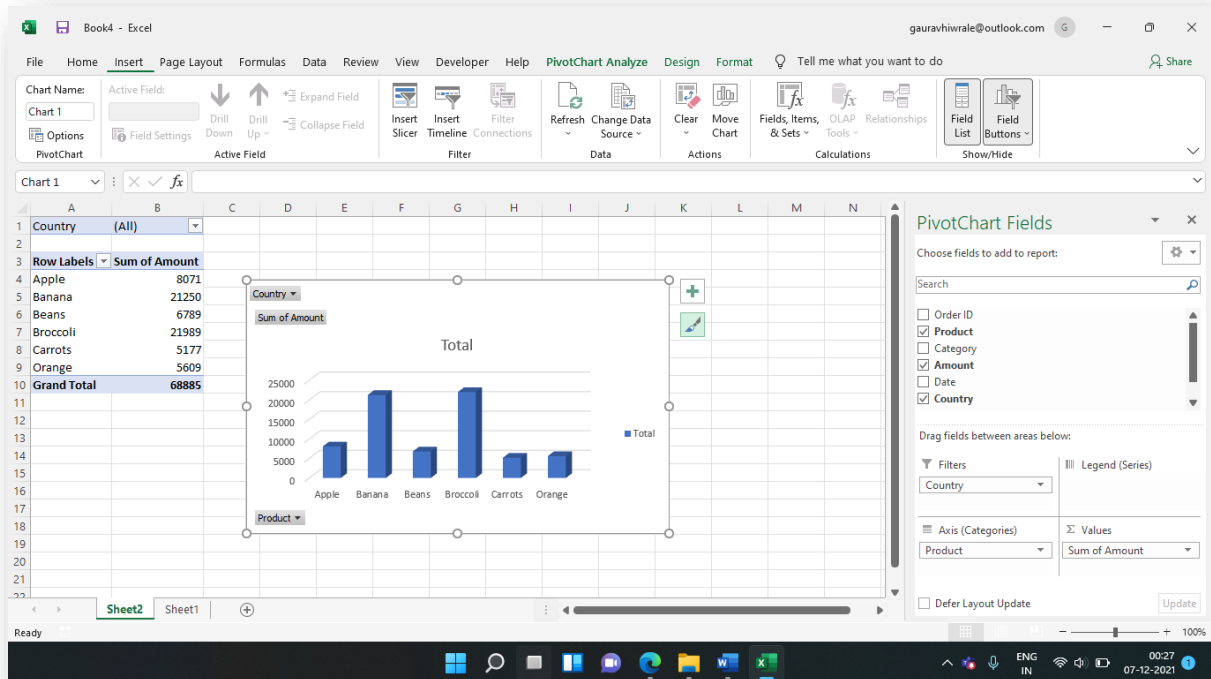 Book4 - Excel
gaurawhiwrale@outlook.com G
File Home Insert Page Layout Formulas Data Review View Developer Help PivotChart Analyze Design Format Tell me what you want to do Share
Chart Name:
Chart 1
Options
PivotChart
Active Field:
Field Settings
Drill Down
Drill Up
Expand Field
Collapse Field
Active Field
Insert Slicer
Insert Timeline
Filter Connections
Filter
Refresh
Change Data Source
Data
Clear
Move Chart
Actions
Fields, Items, & Sets
OLAP Tools
Relationships
Calculations
Field List
Field Buttons
Show/Hide
Chart 1 fx
A B C D E F G H I J K L M N
1 Country (All)
2
3 Row Labels Sum of Amount
4 Apple 8071
5 Banana 21250
6 Beans 6789
7 Broccoli 21989
8 Carrots 5177
9 Orange 5609
10 Grand Total 68885
11
12
13
14
15
16
17
18
19
20
21
22
Country
Sum of Amount
Total
25000
20000
15000
10000
5000
0
Apple Banana Beans Broccoli Carrots Orange
Total
Product
PivotChart Fields
Choose fields to add to report:
Search
Order ID
Product
Category
Amount
Date
Country
Drag fields between areas below:
Filters
Country
Legend (Series)
Axis (Categories)
Product
Σ Values
Sum of Amount
Defer Layout Update Update
Sheet2 Sheet1
Ready
100%
ENG
IN
00:27
07-12-2021
1